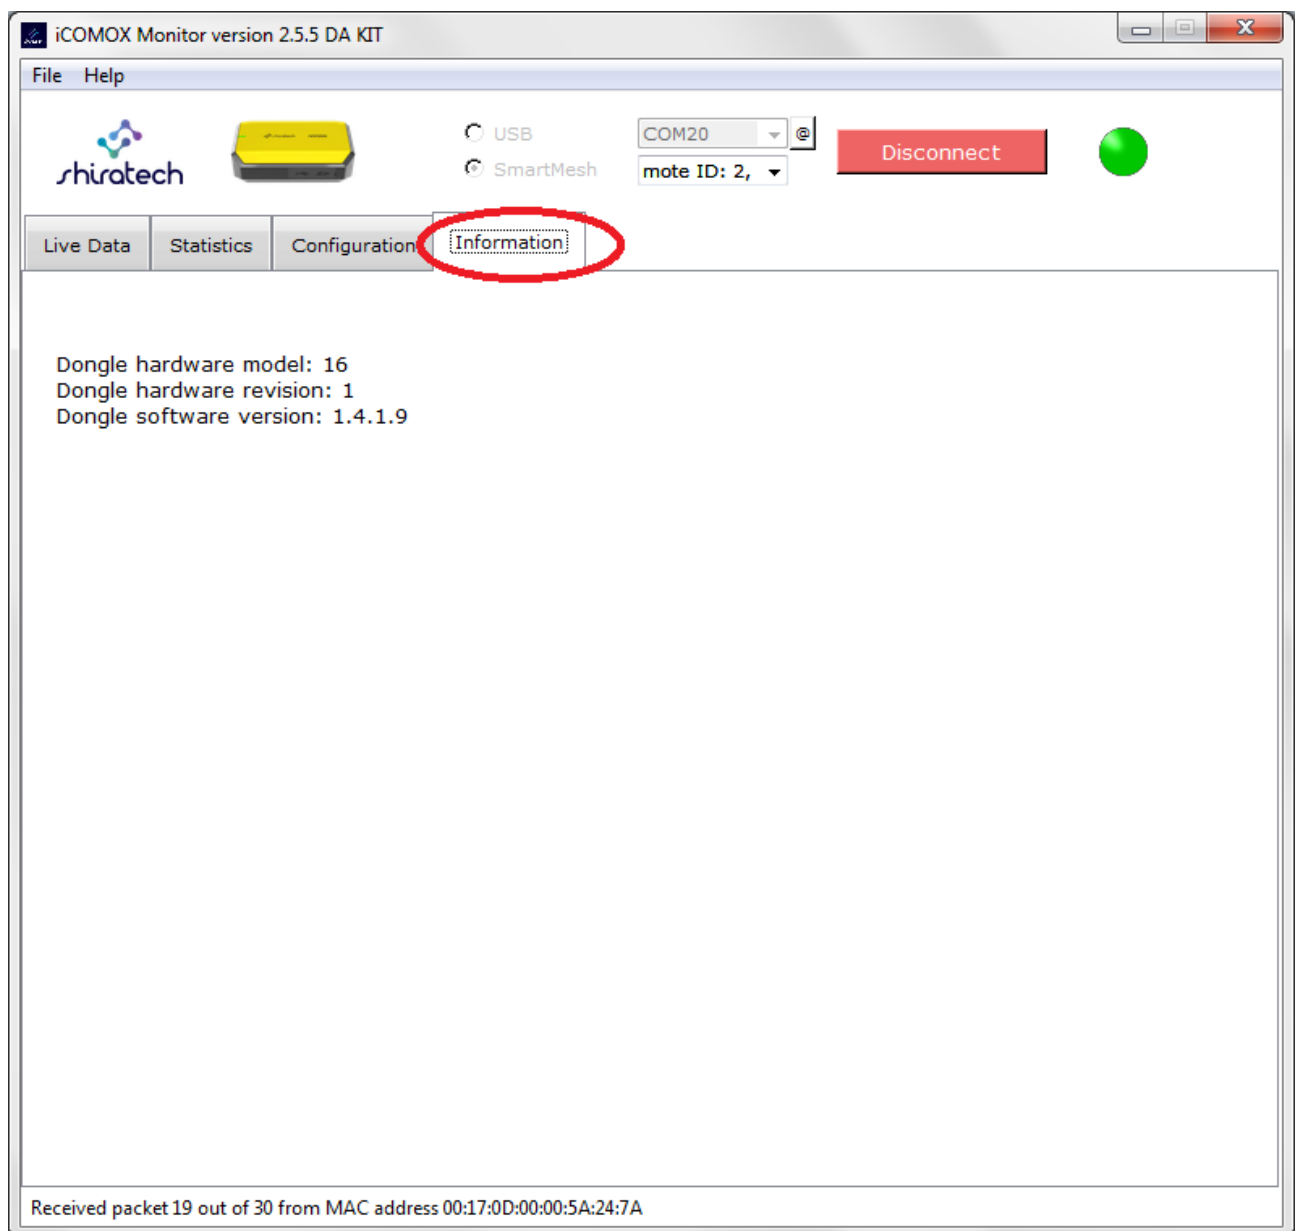 iCOMOX Monitor version 2.5.5 DA KIT
File Help
shiratech
USB
COM20
@
SmartMesh
mote ID: 2,
Disconnect
Live Data
Statistics
Configuration
Information
Dongle hardware model: 16
Dongle hardware revision: 1
Dongle software version: 1.4.1.9
Received packet 19 out of 30 from MAC address 00:17:0D:00:00:5A:24:7A